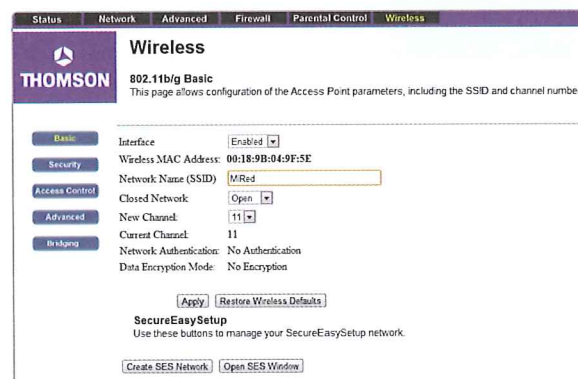 Status Network Advanced Firewall Parental Control Wireless
THOMSON
Wireless
802.11b/g Basic
This page allows configuration of the Access Point parameters, including the SSID and channel numbe
Basic
Security
Access Control
Advanced
Bridging
Interface Enabled
Wireless MAC Address: 00:18:9B:04:9F:5E
Network Name (SSID) MiRed
Closed Network Open
New Channel: 11
Current Channel: 11
Network Authentication: No Authentication
Data Encryption Mode: No Encryption
Apply Restore Wireless Defaults
SecureEasySetup
Use these buttons to manage your SecureEasySetup network.
Create SES Network Open SES Window